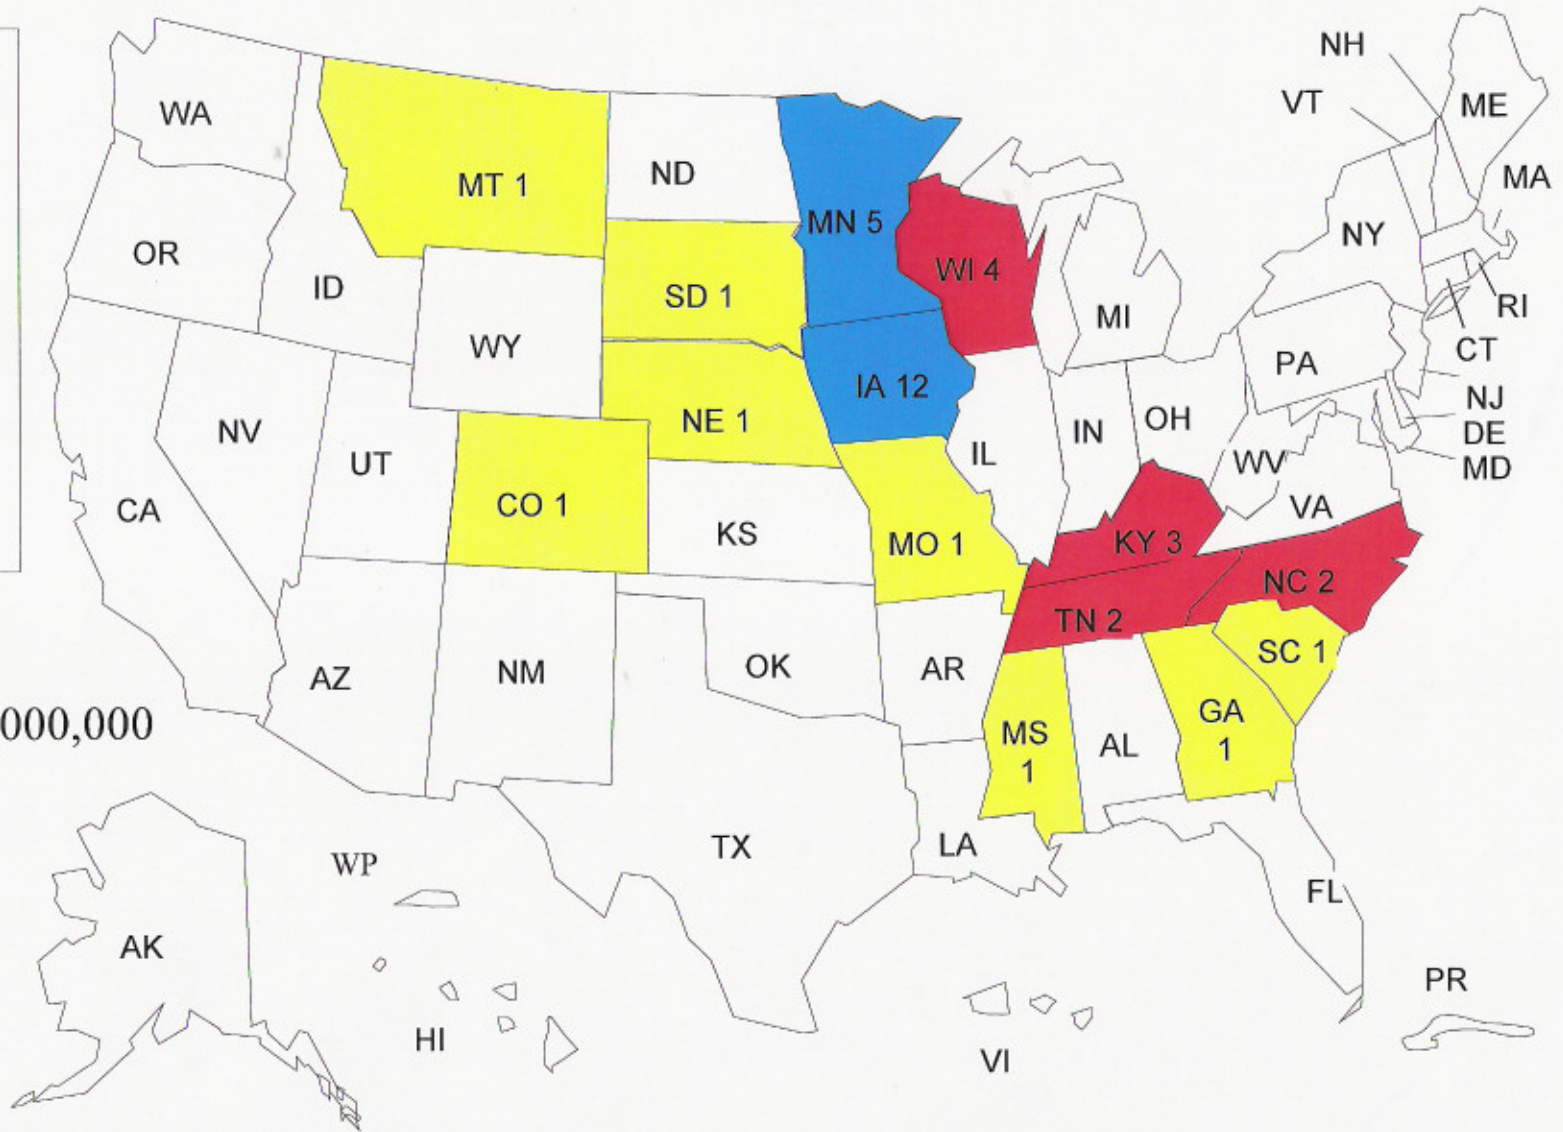 NH
VT
ME
WA
MA
MT 1
ND
MN 5
NY
OR
WI 4
ID
SD 1
RI
MI
WY
CT
PA
IA 12
NJ
NE 1
OH
NV
IN
DE
IL
UT
WV
MD
CO 1
VA
CA
KS
KY 3
MO 1
NC 2
TN 2
SC 1
OK
AR
NM
AZ
GA
1
000,000
MS
1
AL
TX
LA
WP
FL
AK
PR
HI
VI